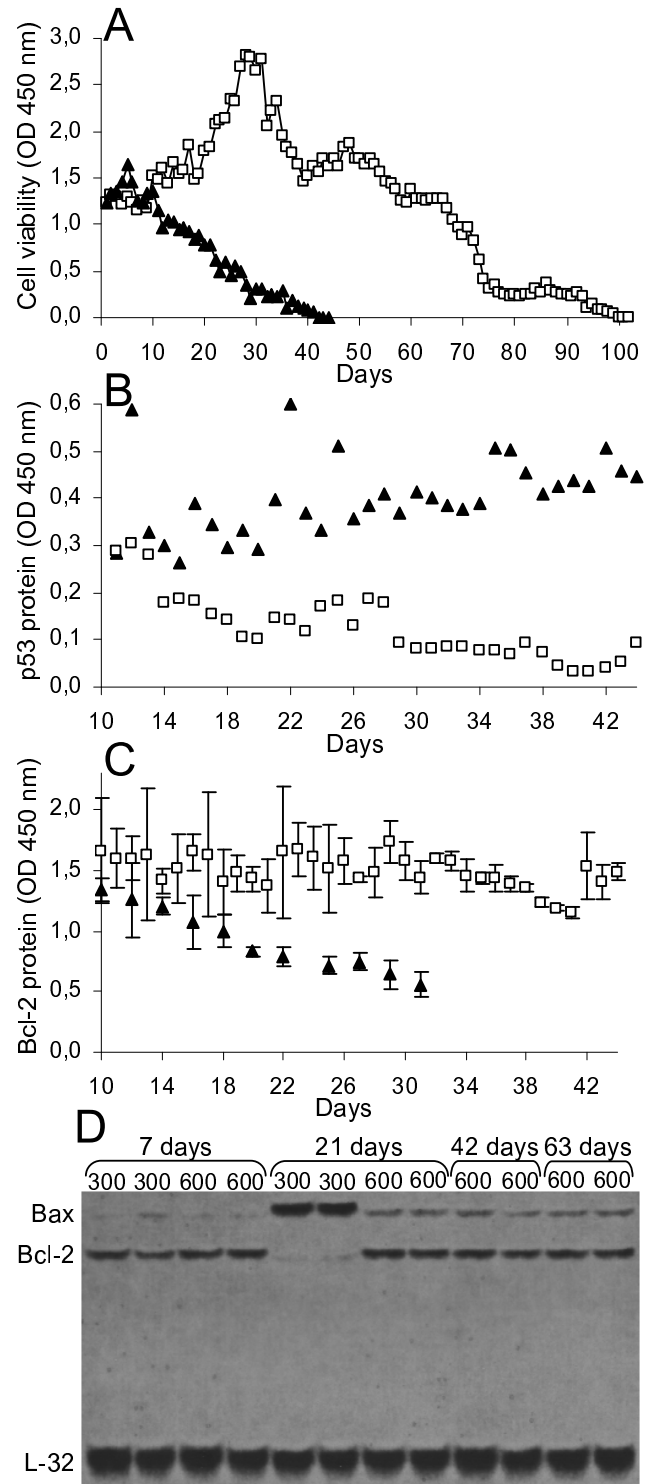 A
Cell viability (OD 450 nm)
3,0
2,5
2,0
1,5
1,0
0,5
0,0
0 10 20 30 40 50 60 70 80 90 100
Days
B
p53 protein (OD 450 nm)
0,6
0,5
0,4
0,3
0,2
0,1
0,0
10 14 18 22 26 30 34 38 42
Days
C
Bcl-2 protein (OD 450 nm)
2,0
1,5
1,0
0,5
0,0
10 14 18 22 26 30 34 38 42
Days
D
7 days 21 days 42 days 63 days
300 300 600 600 300 300 600 600 600 600 600 600
Bax
Bcl-2
L-32